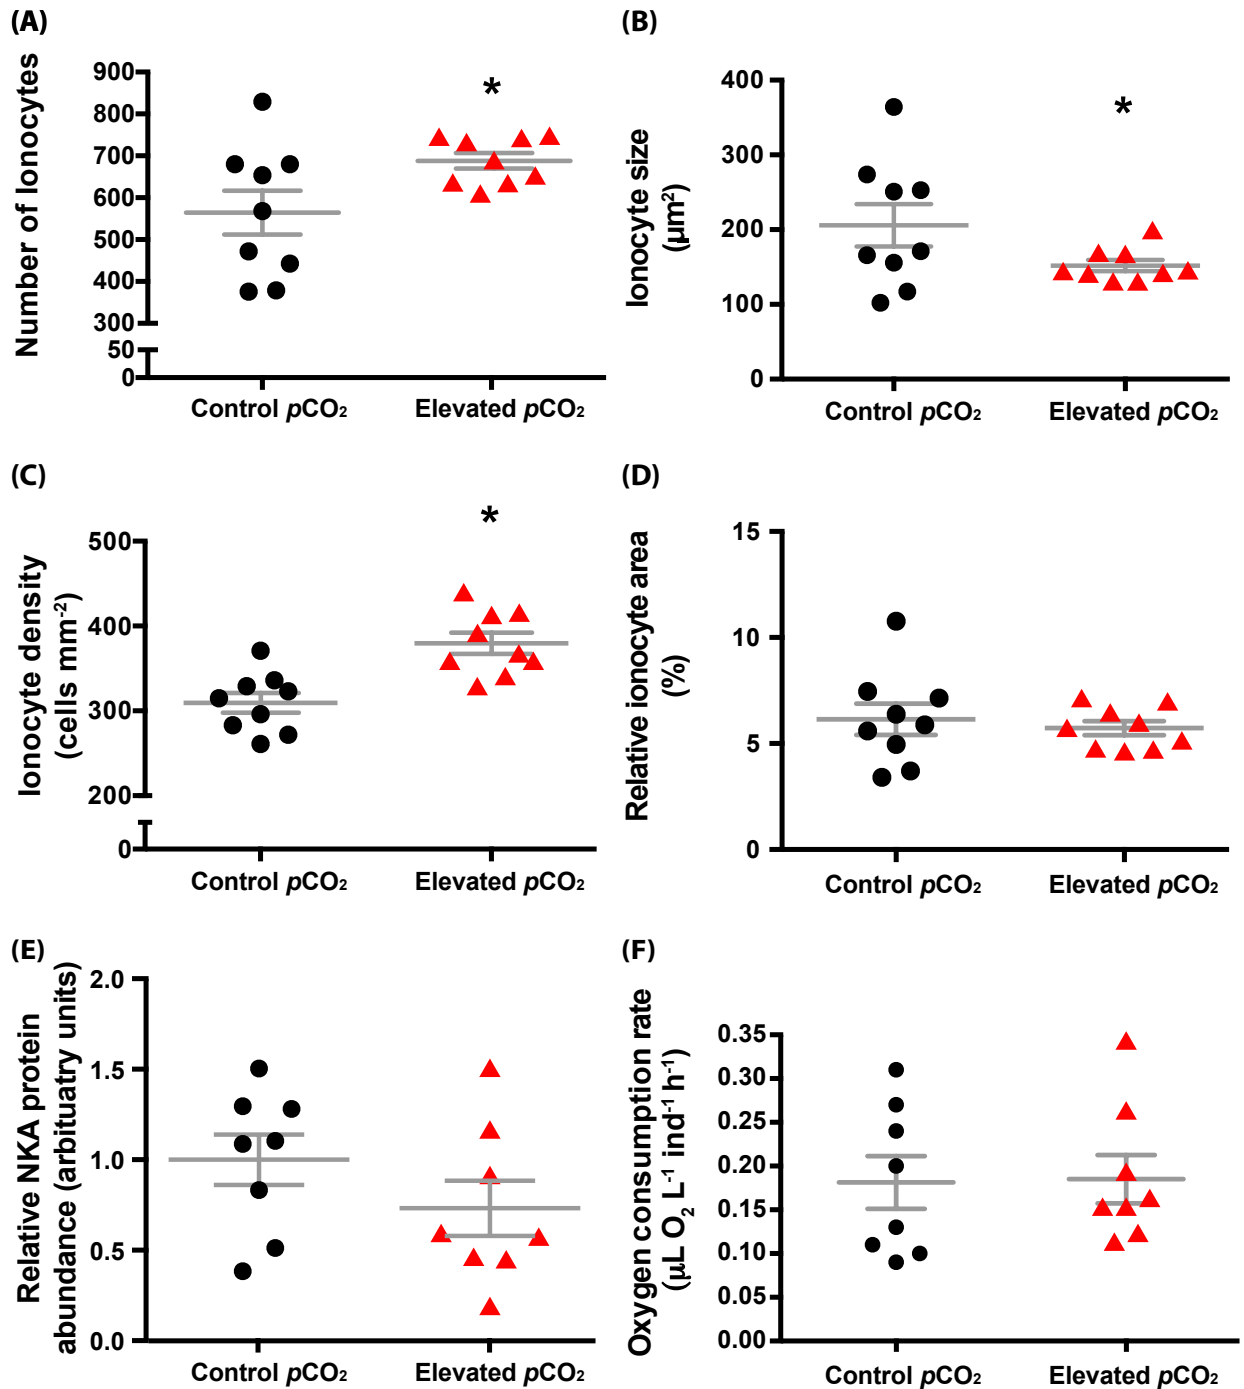 (A)
Number of Ionocytes
900
800
700
600
500
400
300
50
0
*
Control pCO₂
Elevated pCO₂
(B)
Ionocyte size
(µm²)
400
300
200
100
0
*
Control pCO₂
Elevated pCO₂
(C)
Ionocyte density
(cells mm⁻²)
500
400
300
200
0
*
Control pCO₂
Elevated pCO₂
(D)
Relative ionocyte area
(%)
15
10
5
0
Control pCO₂
Elevated pCO₂
(E)
Relative NKA protein
abundance (arbituatry units)
2.0
1.5
1.0
0.5
0.0
Control pCO₂
Elevated pCO₂
(F)
Oxygen consumption rate
(µL O₂ L⁻¹ ind⁻¹ h⁻¹)
0.35
0.30
0.25
0.20
0.15
0.10
0.05
0.00
Control pCO₂
Elevated pCO₂